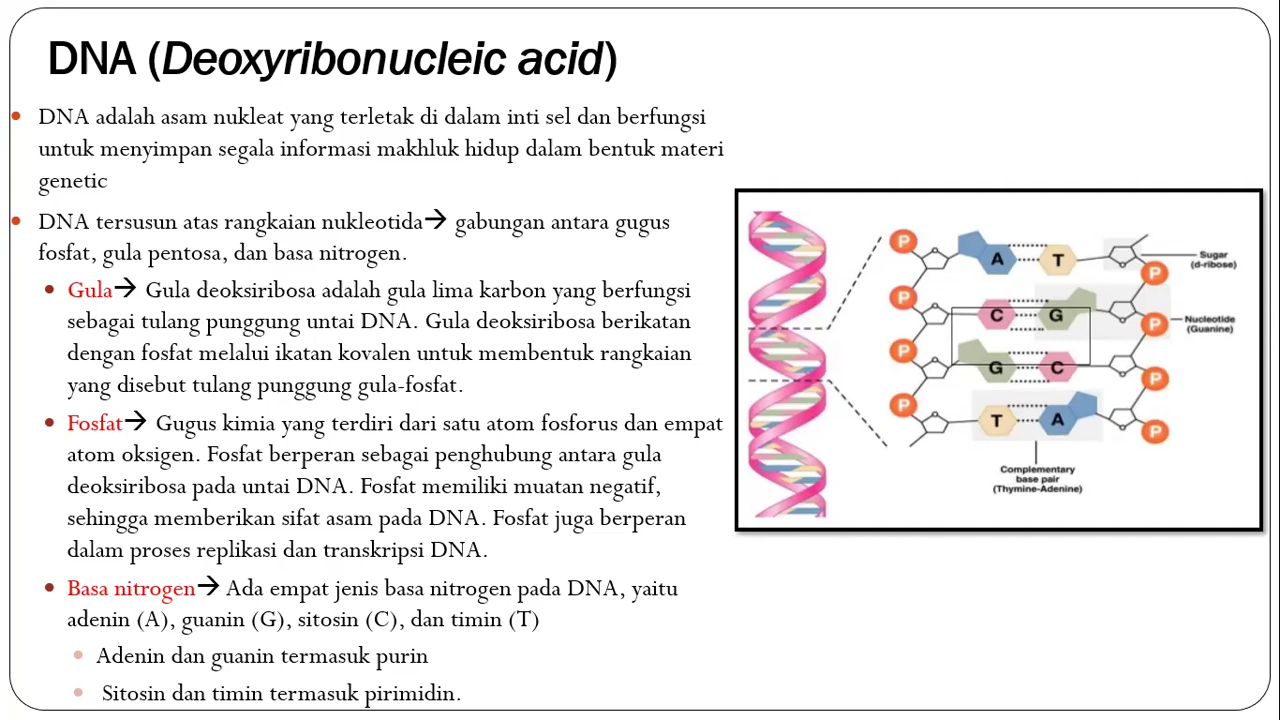 DNA (Deoxyribonucleic acid)
• DNA adalah asam nukleat yang terletak di dalam inti sel dan berfungsi
untuk menyimpan segala informasi makhluk hidup dalam bentuk materi
genetic
• DNA tersusun atas rangkaian nukleotida→ gabungan antara gugus
fosfat, gula pentosa, dan basa nitrogen.
• Gula→ Gula deoksiribosa adalah gula lima karbon yang berfungsi
sebagai tulang punggung untai DNA. Gula deoksiribosa berikatan
dengan fosfat melalui ikatan kovalen untuk membentuk rangkaian
yang disebut tulang punggung gula-fosfat.
• Fosfat→ Gugus kimia yang terdiri dari satu atom fosforus dan empat
atom oksigen. Fosfat berperan sebagai penghubung antara gula
deoksiribosa pada untai DNA. Fosfat memiliki muatan negatif,
sehingga memberikan sifat asam pada DNA. Fosfat juga berperan
dalam proses replikasi dan transkripsi DNA.
• Basa nitrogen→ Ada empat jenis basa nitrogen pada DNA, yaitu
adenin (A), guanin (G), sitosin (C), dan timin (T)
• Adenin dan guanin termasuk purin
• Sitosin dan timin termasuk pirimidin.
P
A T
Sugar
(d-ribose)
P
P
C G
Nucleotide
(Guanine)
P
P
G C
P
P
T A
P
Complementary
base pair
(Thymine-Adenine)